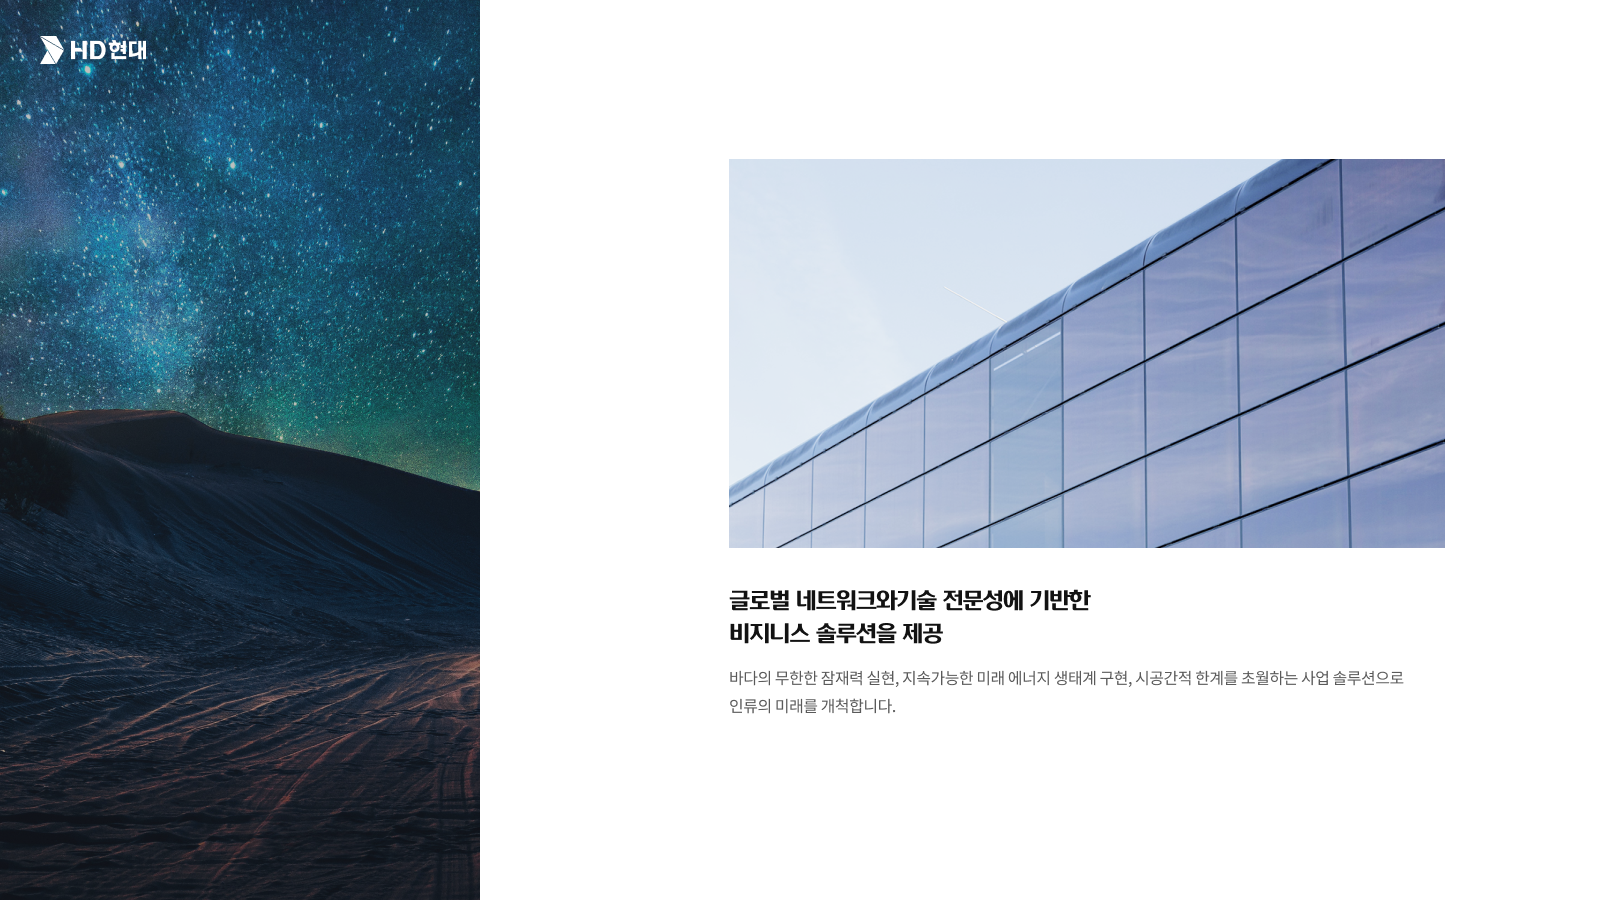 HD현대
글로벌 네트워크와기술 전문성에 기반한
비지니스 솔루션을 제공
바다의 무한한 잠재력 실현, 지속가능한 미래 에너지 생태계 구현, 시공간적 한계를 초월하는 사업 솔루션으로
인류의 미래를 개척합니다.